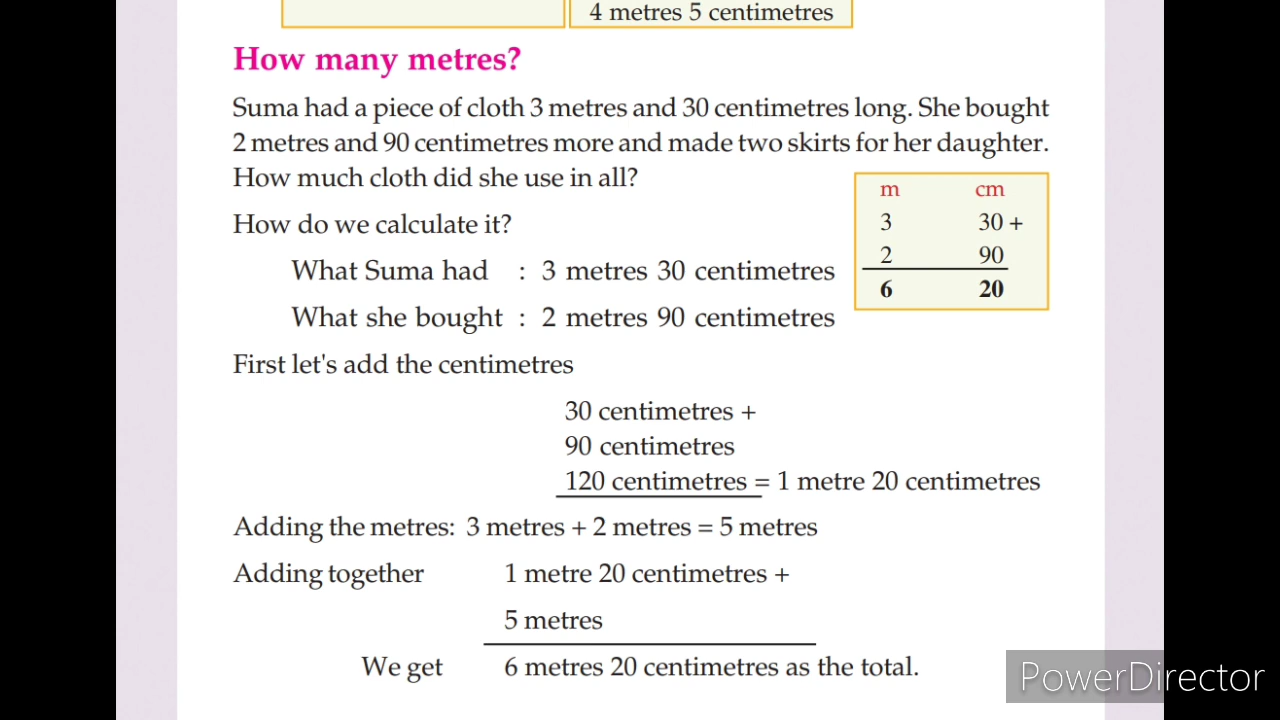 4 metres 5 centimetres
How many metres?
Suma had a piece of cloth 3 metres and 30 centimetres long. She bought
2 metres and 90 centimetres more and made two skirts for her daughter.
How much cloth did she use in all?
m cm
3 30 +
2 90
6 20
How do we calculate it?
What Suma had : 3 metres 30 centimetres
What she bought : 2 metres 90 centimetres
First let's add the centimetres
30 centimetres +
90 centimetres
120 centimetres = 1 metre 20 centimetres
Adding the metres: 3 metres + 2 metres = 5 metres
Adding together 1 metre 20 centimetres +
5 metres
We get 6 metres 20 centimetres as the total.
PowerDirector